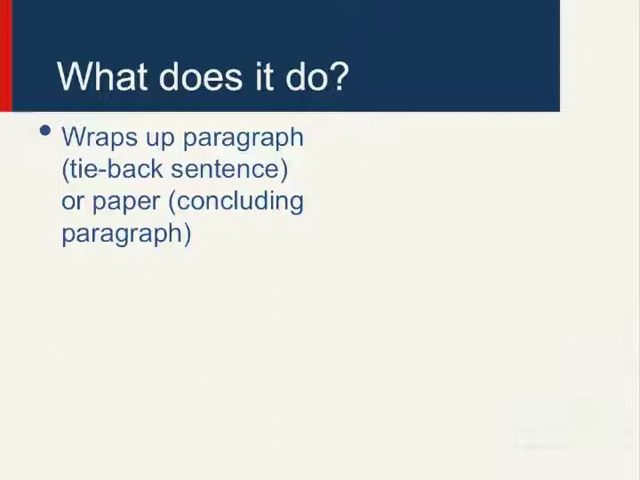 What does it do?
• Wraps up paragraph
(tie-back sentence)
or paper (concluding
paragraph)